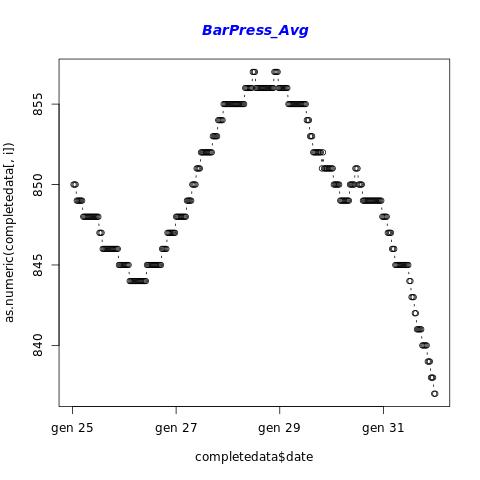 BarPress_Avg
as.numeric(completedata[, i])
855
850
845
840
gen 25 gen 27 gen 29 gen 31
completedata$date